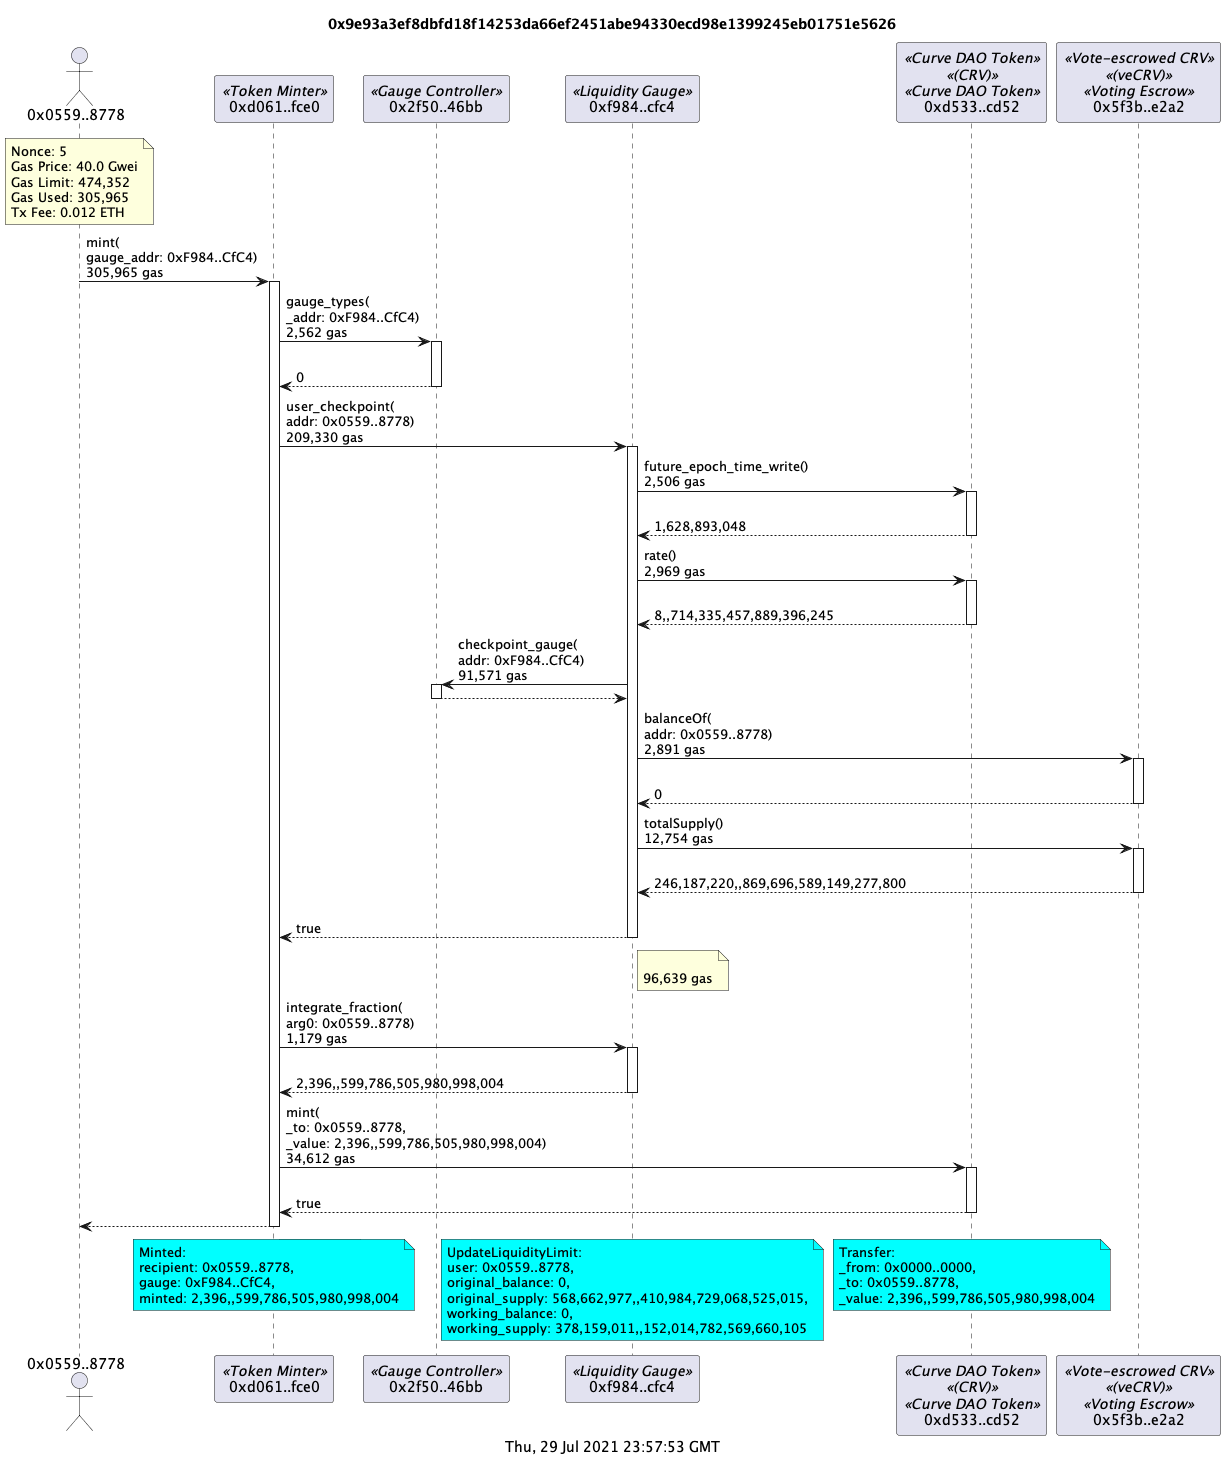 0x9e93a3ef8dbfd18f14253da66ef2451abe94330ecd98e1399245eb01751e5626
0x0559..8778
«Token Minter»
0xd061..fce0
«Gauge Controller»
0x2f50..46bb
«Liquidity Gauge»
0xf984..cfc4
«Curve DAO Token»
«(CRV)»
«Curve DAO Token»
0xd533..cd52
«Vote-escrowed CRV»
«(veCRV)»
«Voting Escrow»
0x5f3b..e2a2
Nonce: 5
Gas Price: 40.0 Gwei
Gas Limit: 474,352
Gas Used: 305,965
Tx Fee: 0.012 ETH
mint(
gauge_addr: 0xF984..CfC4)
305,965 gas
gauge_types(
_addr: 0xF984..CfC4)
2,562 gas
0
user_checkpoint(
addr: 0x0559..8778)
209,330 gas
future_epoch_time_write()
2,506 gas
1,628,893,048
rate()
2,969 gas
8,,714,335,457,889,396,245
checkpoint_gauge(
addr: 0xF984..CfC4)
91,571 gas
balanceOf(
addr: 0x0559..8778)
2,891 gas
0
totalSupply()
12,754 gas
246,187,220,,869,696,589,149,277,800
true
96,639 gas
integrate_fraction(
arg0: 0x0559..8778)
1,179 gas
2,396,,599,786,505,980,998,004
mint(
_to: 0x0559..8778,
_value: 2,396,,599,786,505,980,998,004)
34,612 gas
true
Minted:
recipient: 0x0559..8778,
gauge: 0xF984..CfC4,
minted: 2,396,,599,786,505,980,998,004
UpdateLiquidityLimit:
user: 0x0559..8778,
original_balance: 0,
original_supply: 568,662,977,,410,984,729,068,525,015,
working_balance: 0,
working_supply: 378,159,011,,152,014,782,569,660,105
Transfer:
_from: 0x0000..0000,
_to: 0x0559..8778,
_value: 2,396,,599,786,505,980,998,004
0x0559..8778
«Token Minter»
0xd061..fce0
«Gauge Controller»
0x2f50..46bb
«Liquidity Gauge»
0xf984..cfc4
«Curve DAO Token»
«(CRV)»
«Curve DAO Token»
0xd533..cd52
«Vote-escrowed CRV»
«(veCRV)»
«Voting Escrow»
0x5f3b..e2a2
Thu, 29 Jul 2021 23:57:53 GMT